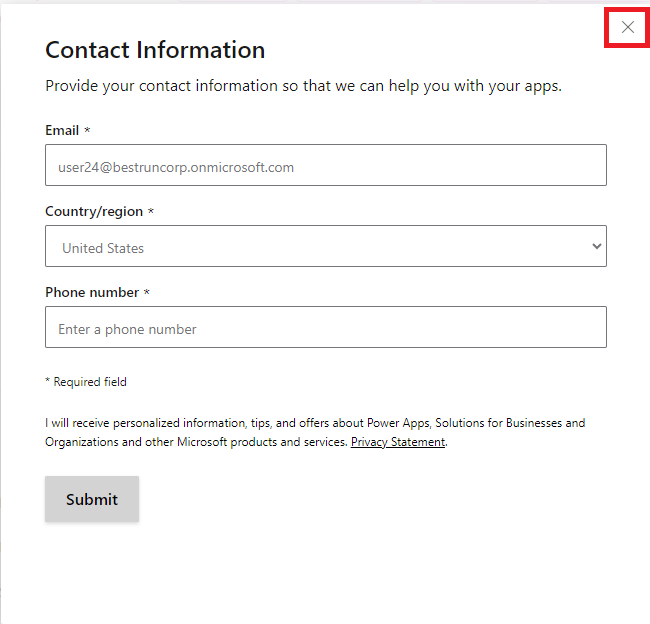 Contact Information
Provide your contact information so that we can help you with your apps.
Email *
user24@bestruncorp.onmicrosoft.com
Country/region *
United States
Phone number *
Enter a phone number
* Required field
I will receive personalized information, tips, and offers about Power Apps, Solutions for Businesses and
Organizations and other Microsoft products and services. Privacy Statement.
Submit